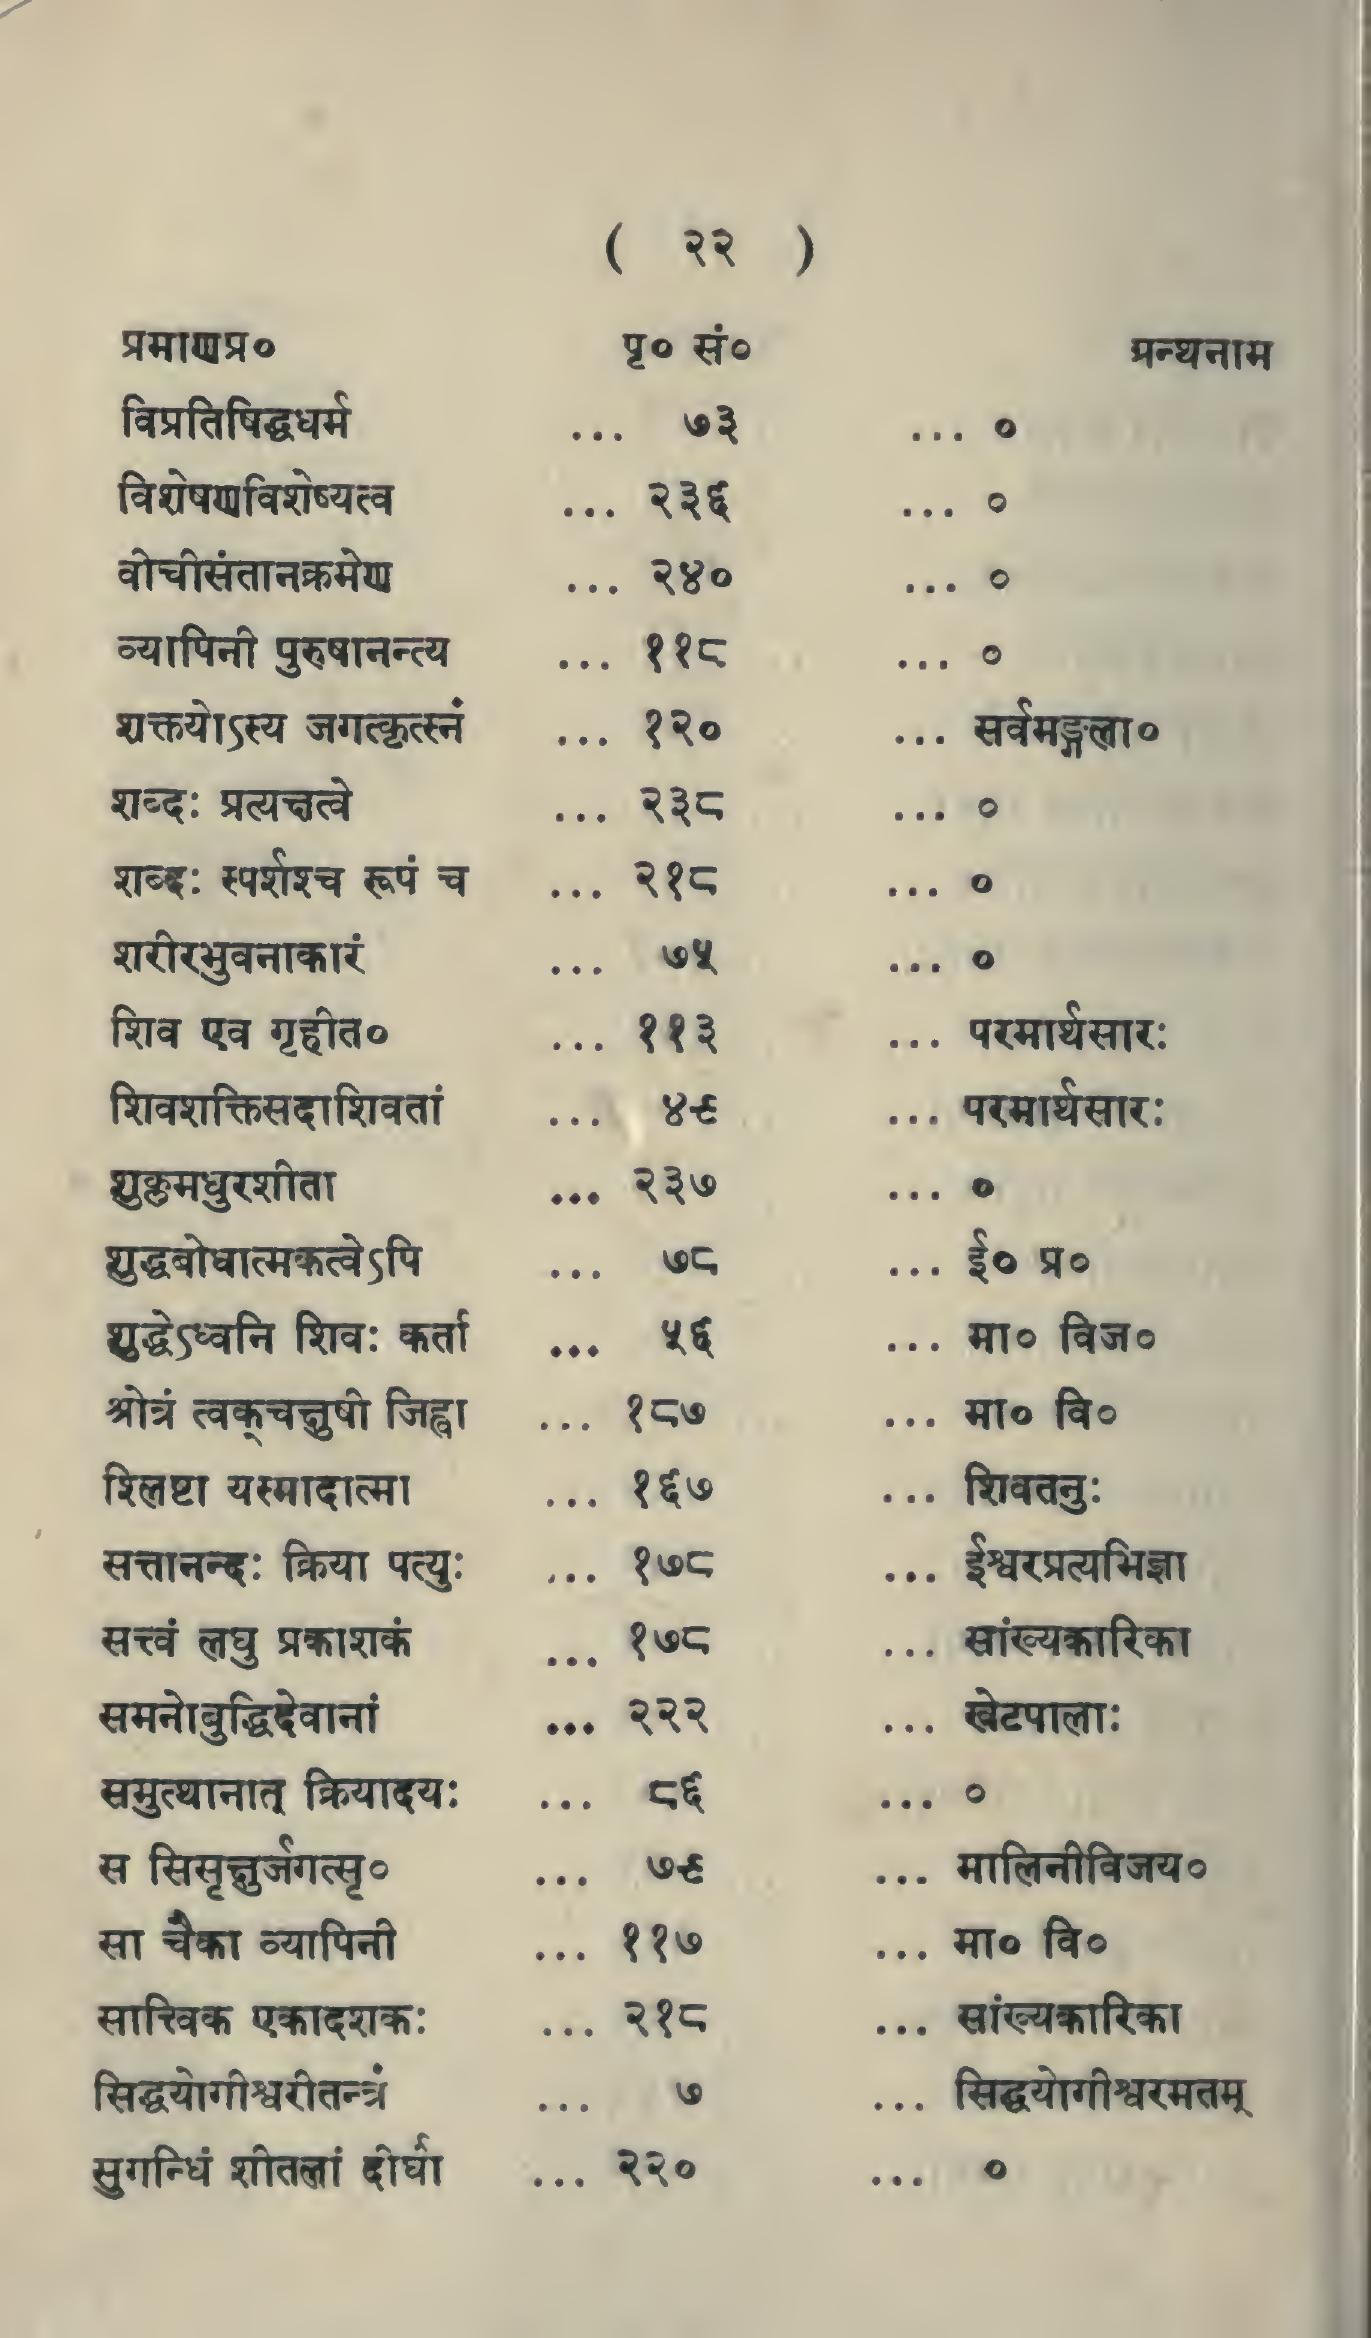 ( २२ )
प्रमाणप्र० पृ० सं० ग्रन्थनाम
विप्रतिषिद्धधर्म ... ७३ ... ०
विशेषणविशेष्यत्व ... २३६ ... ०
वीचीसंतानक्रमेण ... २४० ... ०
व्यापिनी पुरुषानन्त्य ... ११८ ... ०
शक्तयोऽस्य जगत्कृत्स्नं ... १२० ... सर्वमङ्गला०
शब्दः प्रत्यक्षत्वे ... २३८ ... ०
शब्दः स्पर्शश्च रूपं च ... २१८ ... ०
शरीरभुवनाकारं ... ७५ ... ०
शिव एव गृहीत० ... ११३ ... परमार्थसारः
शिवशक्तिसदाशिवतां ... ४९ ... परमार्थसारः
शुक्लमधुरशीता ... २३७ ... ०
शुद्धबोधात्मकत्वेऽपि ... ७८ ... ई० प्र०
शुद्धेऽध्वनि शिवः कर्ता ... ५६ ... मा० विज०
श्रोत्रं त्वक्चक्षुषी जिह्वा ... १८७ ... मा० वि०
श्लिष्टा यस्मादात्मा ... १६७ ... शिवतनुः
सत्तानन्दः क्रिया पत्युः ... १७८ ... ईश्वरप्रत्यभिज्ञा
सत्त्वं लघु प्रकाशकं ... १७८ ... सांख्यकारिका
समनोबुद्धिदेवानां ... २२२ ... खेटपालाः
समुत्थानात् क्रियादयः ... ८६ ... ०
स सिसृक्षुर्जगत्सृ० ... ७९ ... मालिनीविजय०
सा चैका व्यापिनी ... ११७ ... मा० वि०
सात्त्विक एकादशकः ... २१८ ... सांख्यकारिका
सिद्धयोगीश्वरीतन्त्रं ... ७ ... सिद्धयोगीश्वरमतम्
सुगन्धिं शीतलां दीर्घा ... २२० ... ०